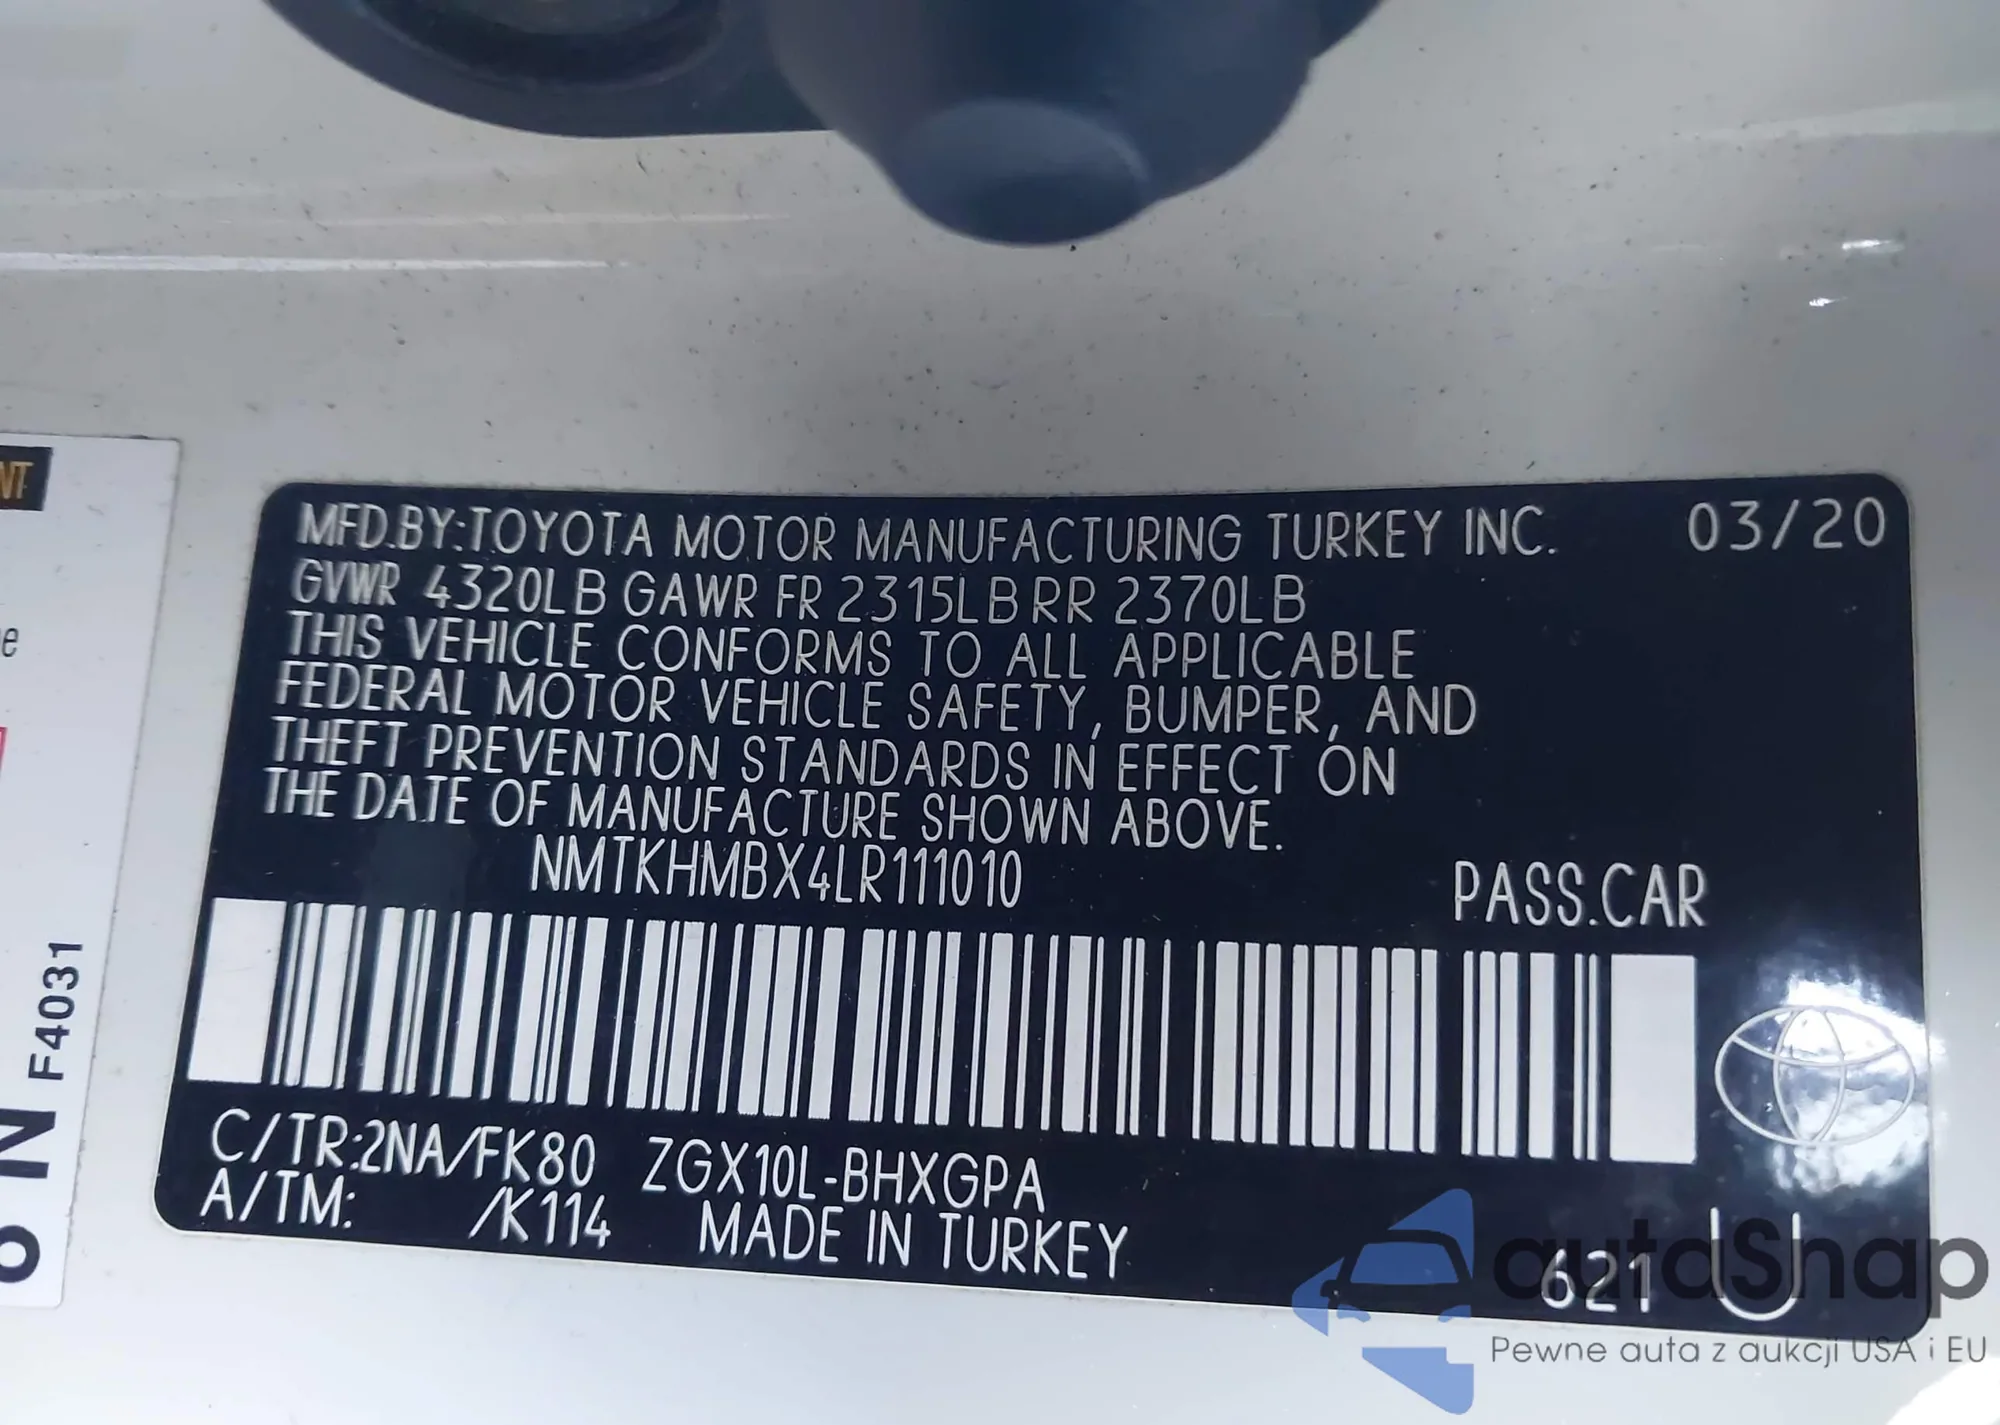 MFD.BY:TOYOTA MOTOR MANUFACTURING TURKEY INC. 03/20
GVWR 4320LB GAWR FR 2315LB RR 2370LB
THIS VEHICLE CONFORMS TO ALL APPLICABLE
FEDERAL MOTOR VEHICLE SAFETY, BUMPER, AND
THEFT PREVENTION STANDARDS IN EFFECT ON
THE DATE OF MANUFACTURE SHOWN ABOVE.
NMTKHMBX4LR111010 PASS.CAR
C/TR:2NA/FK80 ZGX10L-BHXGPA
A/TM: /K114 MADE IN TURKEY
621 U
F4031
autoShap
Pewne auta z aukcji USA i EU